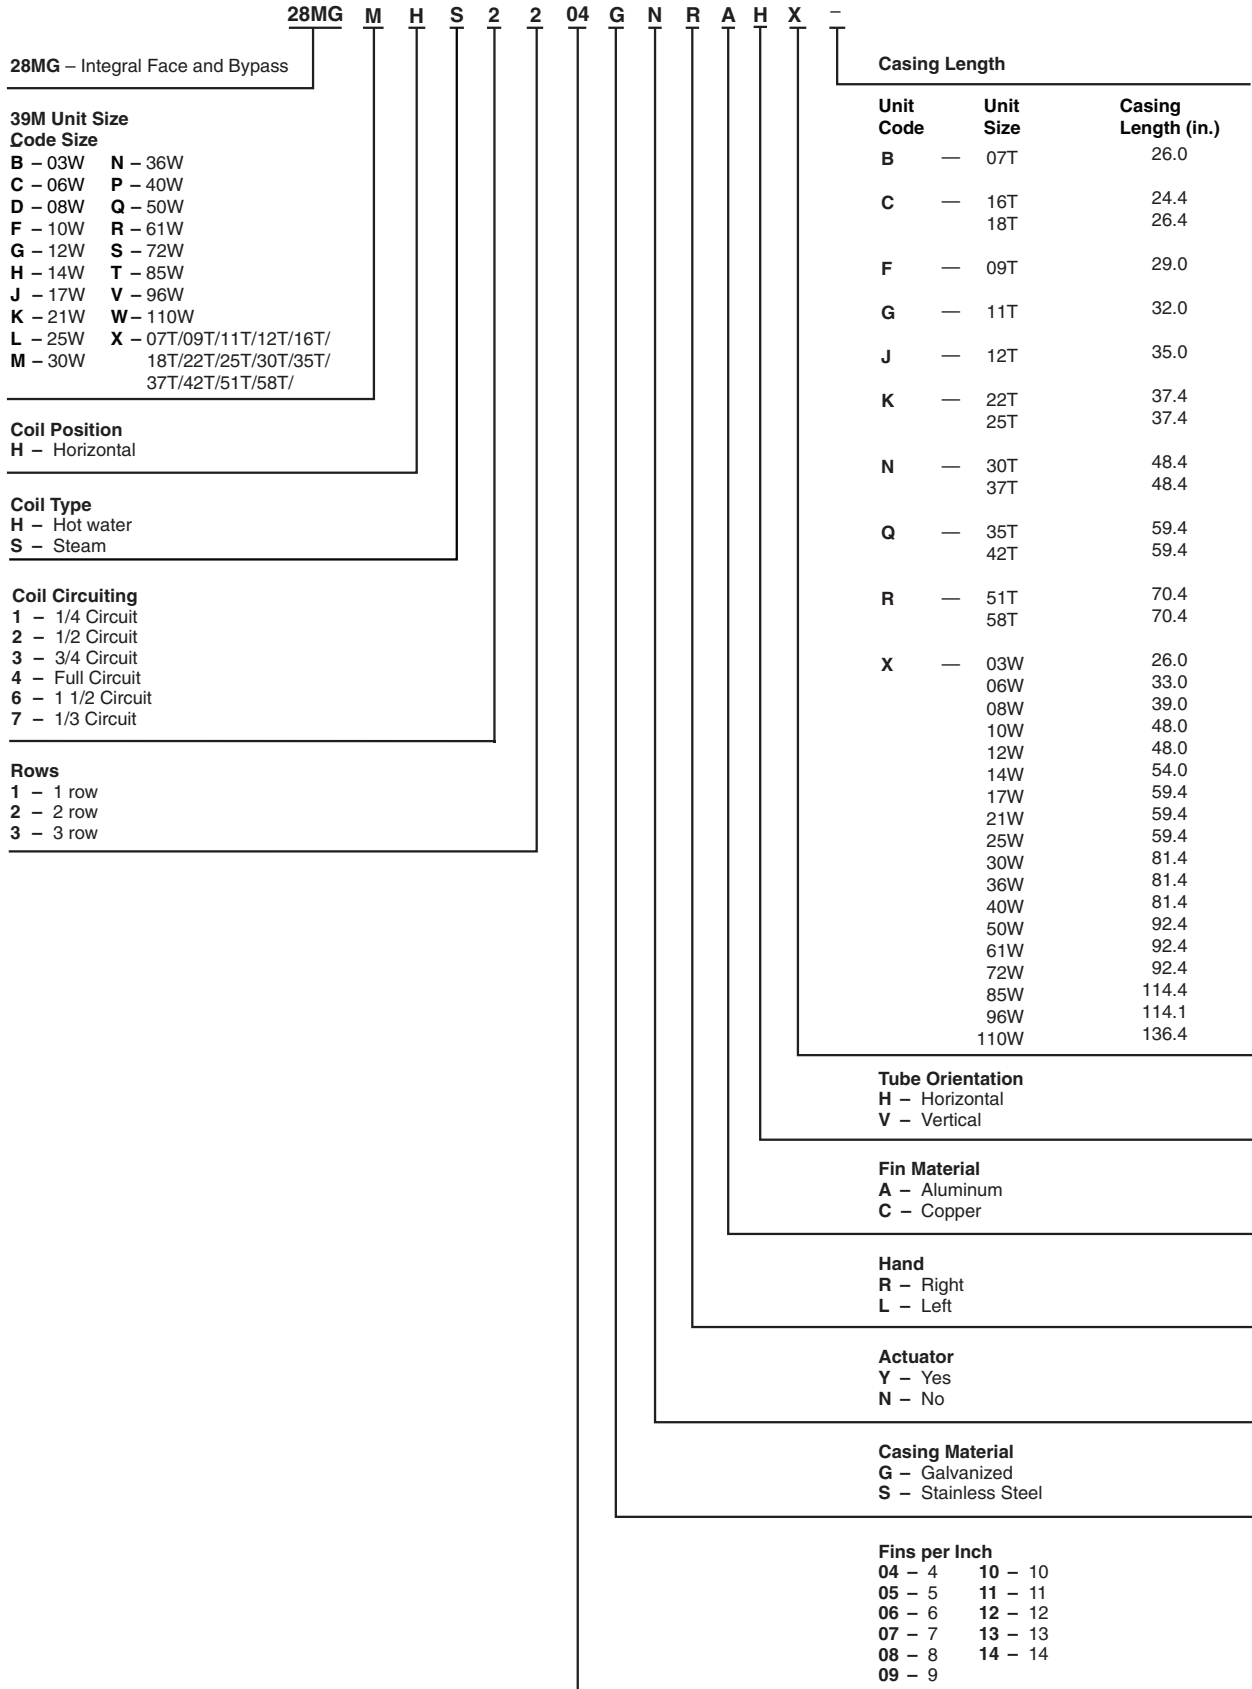 28MG M H S 2 2 04 G N R A H X –
28MG – Integral Face and Bypass
39M Unit Size
Code Size
B – 03W N – 36W
C – 06W P – 40W
D – 08W Q – 50W
F – 10W R – 61W
G – 12W S – 72W
H – 14W T – 85W
J – 17W V – 96W
K – 21W W – 110W
L – 25W X – 07T/09T/11T/12T/16T/
M – 30W 18T/22T/25T/30T/35T/
37T/42T/51T/58T/
Coil Position
H – Horizontal
Coil Type
H – Hot water
S – Steam
Coil Circuiting
1 – 1/4 Circuit
2 – 1/2 Circuit
3 – 3/4 Circuit
4 – Full Circuit
6 – 1 1/2 Circuit
7 – 1/3 Circuit
Rows
1 – 1 row
2 – 2 row
3 – 3 row
Casing Length
Unit Unit Casing
Code Size Length (in.)
B — 07T 26.0
C — 16T 24.4
18T 26.4
F — 09T 29.0
G — 11T 32.0
J — 12T 35.0
K — 22T 37.4
25T 37.4
N — 30T 48.4
37T 48.4
Q — 35T 59.4
42T 59.4
R — 51T 70.4
58T 70.4
X — 03W 26.0
06W 33.0
08W 39.0
10W 48.0
12W 48.0
14W 54.0
17W 59.4
21W 59.4
25W 59.4
30W 81.4
36W 81.4
40W 81.4
50W 92.4
61W 92.4
72W 92.4
85W 114.4
96W 114.1
110W 136.4
Tube Orientation
H – Horizontal
V – Vertical
Fin Material
A – Aluminum
C – Copper
Hand
R – Right
L – Left
Actuator
Y – Yes
N – No
Casing Material
G – Galvanized
S – Stainless Steel
Fins per Inch
04 – 4 10 – 10
05 – 5 11 – 11
06 – 6 12 – 12
07 – 7 13 – 13
08 – 8 14 – 14
09 – 9